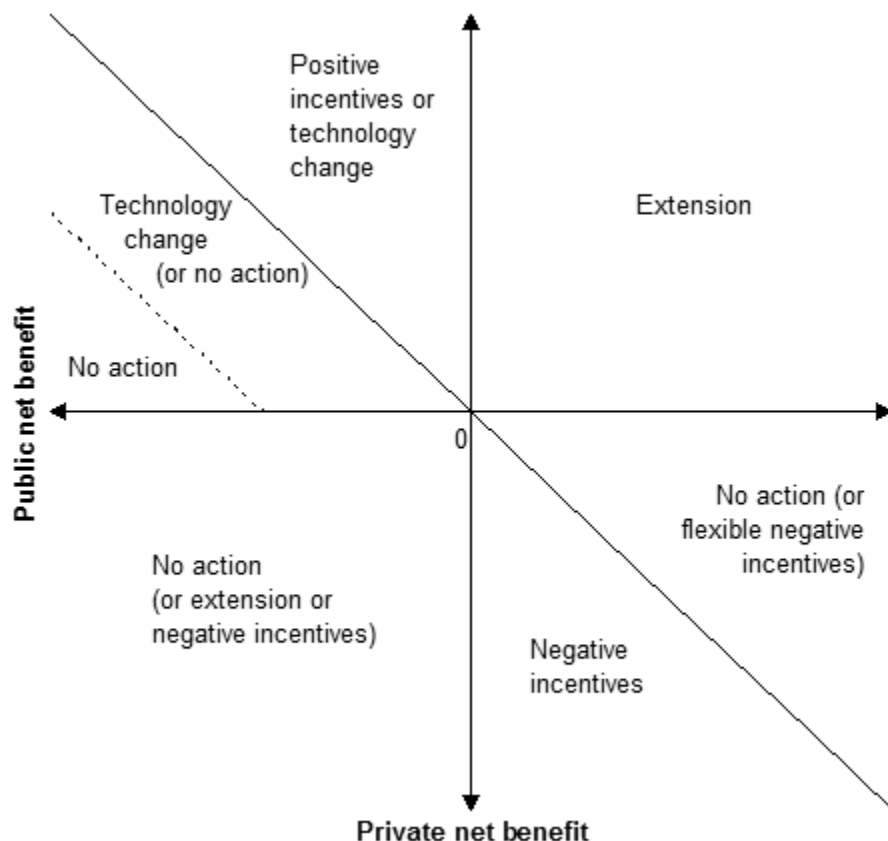 Positive
incentives or
technology
change
Technology
change
(or no action)
Extension
No action
Public net benefit
0
No action (or
flexible negative
incentives)
No action
(or extension or
negative incentives)
Negative
incentives
Private net benefit